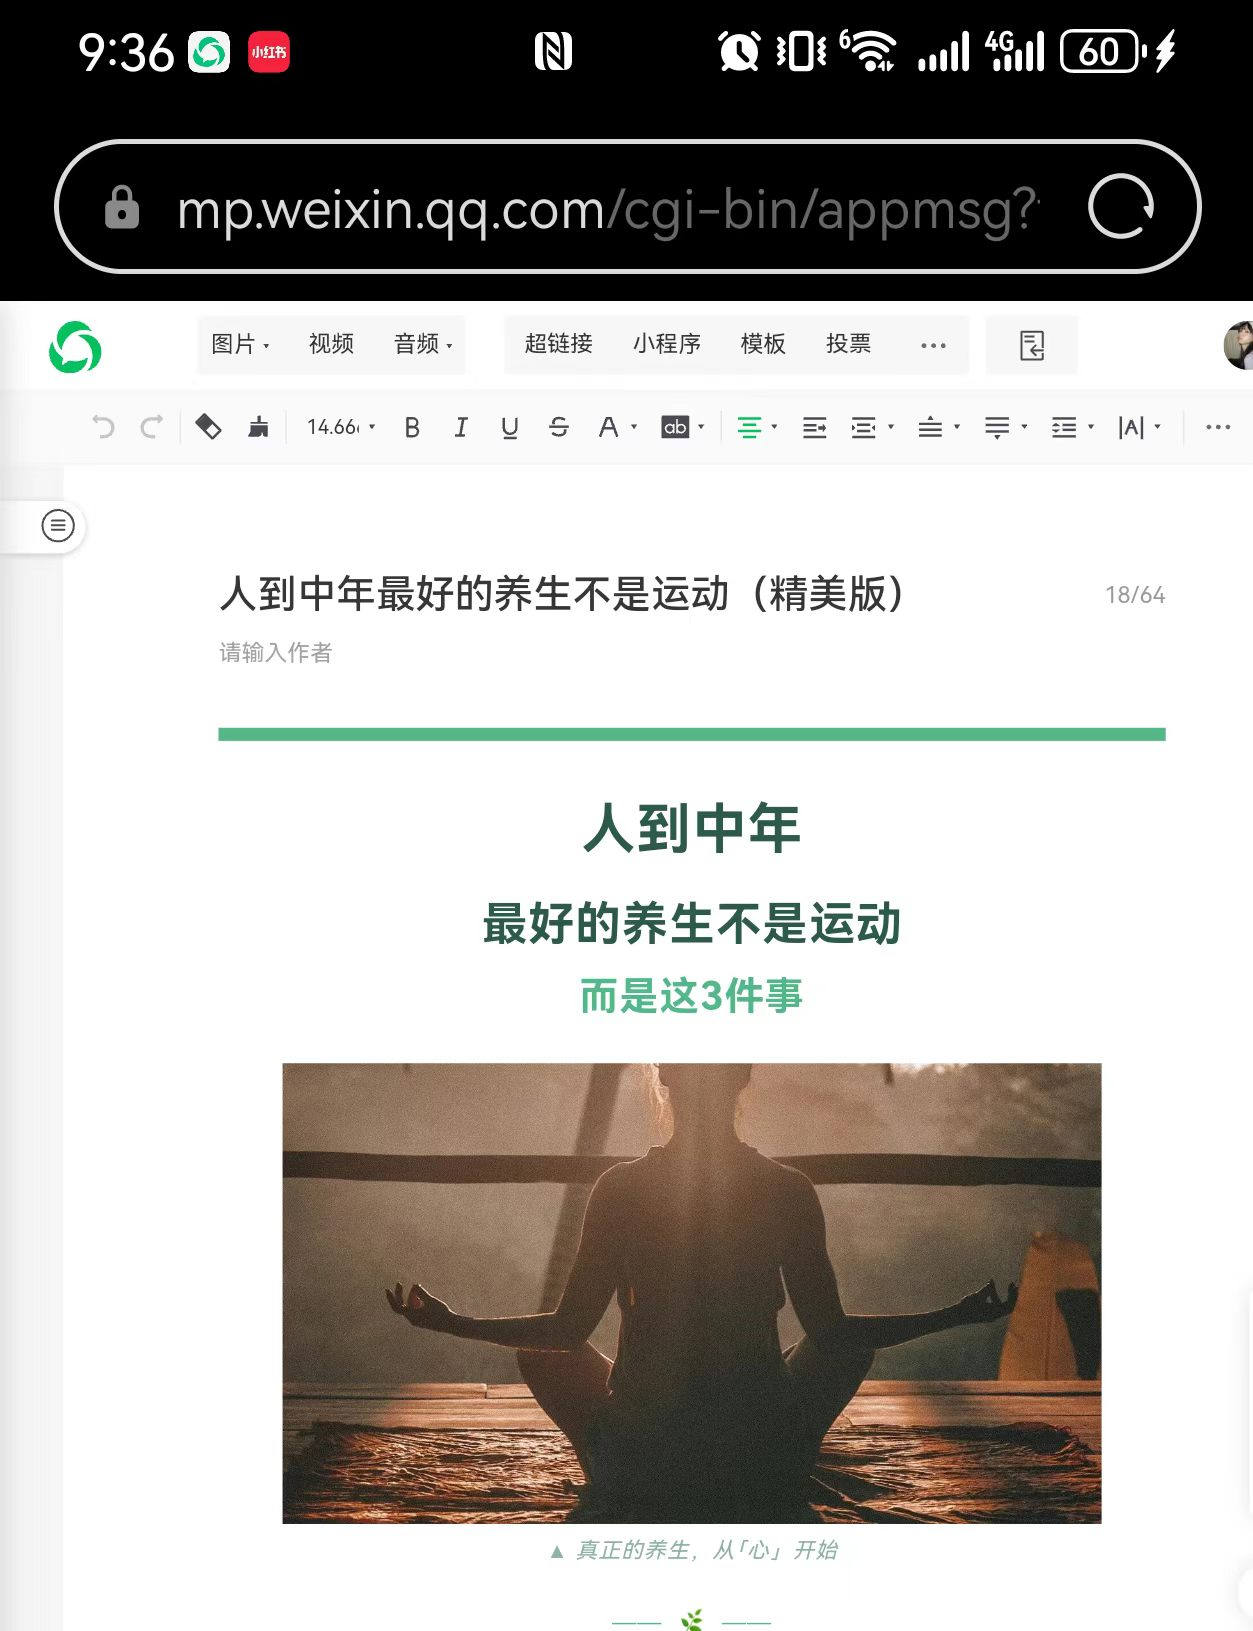 9:36 小红书 6 4G 60
mp.weixin.qq.com/cgi-bin/appmsg?
图片 视频 音频 超链接 小程序 模板 投票 ···
14.66 B I U S A ab |A| ···
人到中年最好的养生不是运动（精美版） 18/64
请输入作者
人到中年
最好的养生不是运动
而是这3件事
▲ 真正的养生，从「心」开始